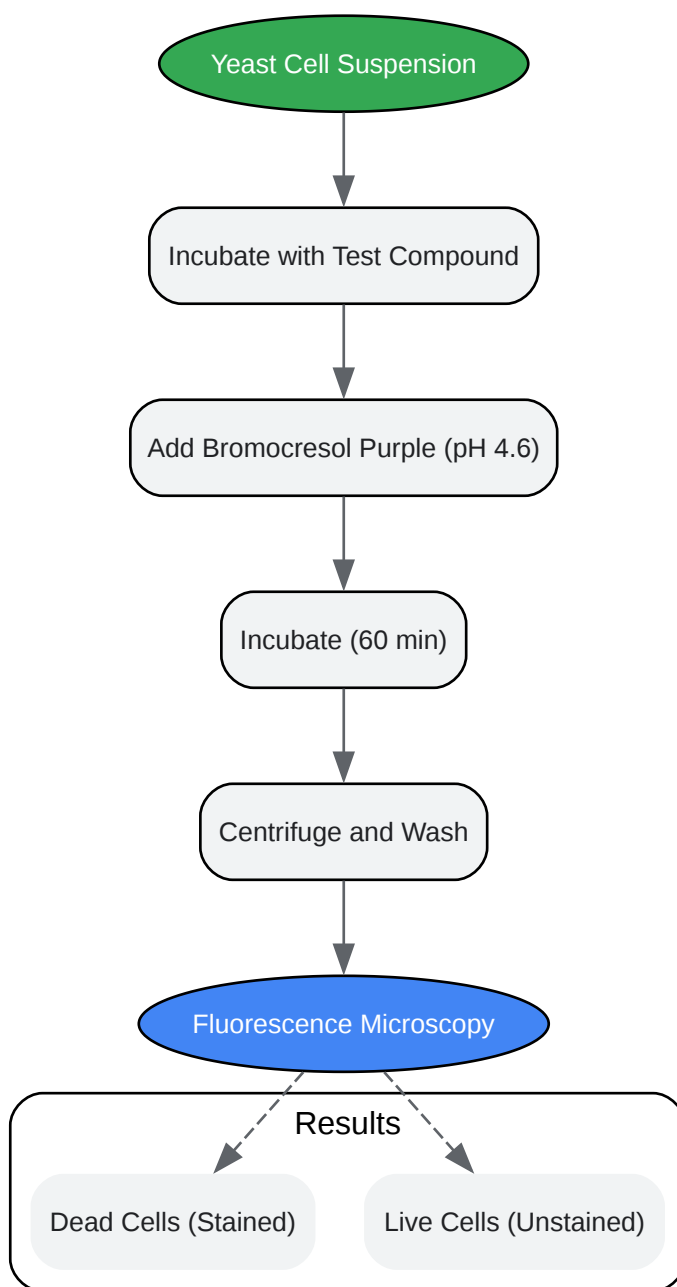 Yeast Cell Suspension
Incubate with Test Compound
Add Bromocresol Purple (pH 4.6)
Incubate (60 min)
Centrifuge and Wash
Fluorescence Microscopy
Results
Dead Cells (Stained)
Live Cells (Unstained)